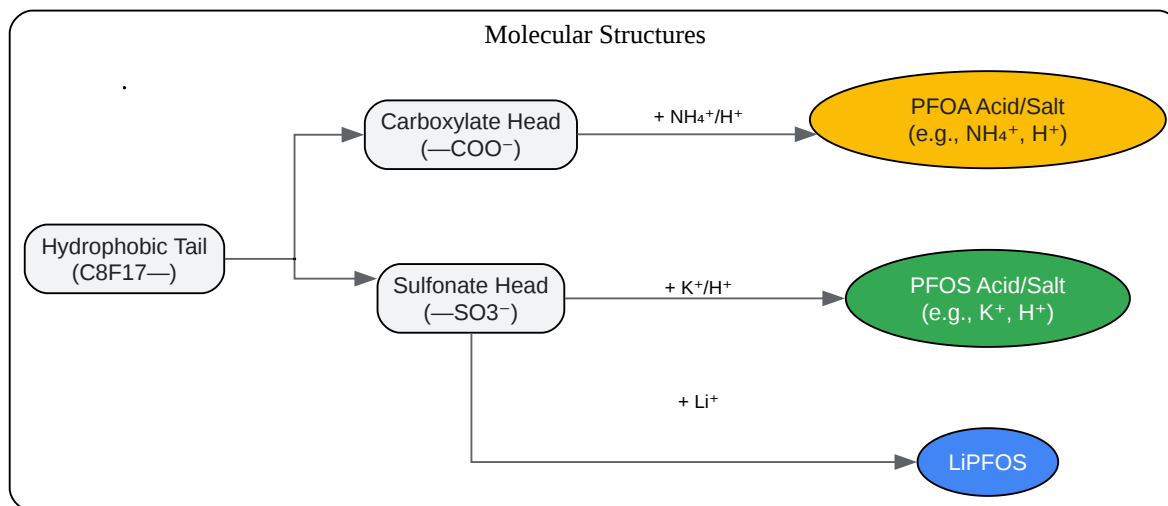 Molecular Structures
Carboxylate Head
(—COO⁻)
+ NH₄⁺/H⁺
PFOA Acid/Salt
(e.g., NH₄⁺, H⁺)
Hydrophobic Tail
(C8F17—)
Sulfonate Head
(—SO3⁻)
+ K⁺/H⁺
PFOS Acid/Salt
(e.g., K⁺, H⁺)
+ Li⁺
LiPFOS